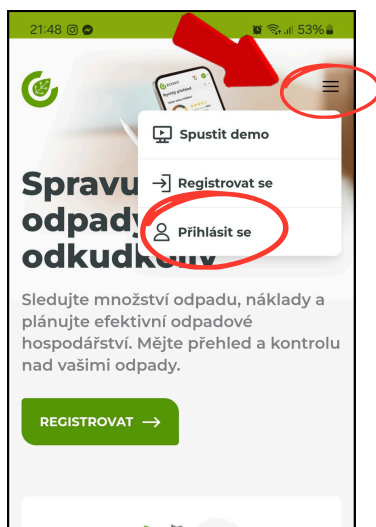 21:48
53%
Spustit demo
Registrovat se
Přihlásit se
Spravu
odpady
odkudkoliv
Sledujte množství odpadu, náklady a
plánujte efektivní odpadové
hospodářství. Mějte přehled a kontrolu
nad vašimi odpady.
REGISTROVAT →